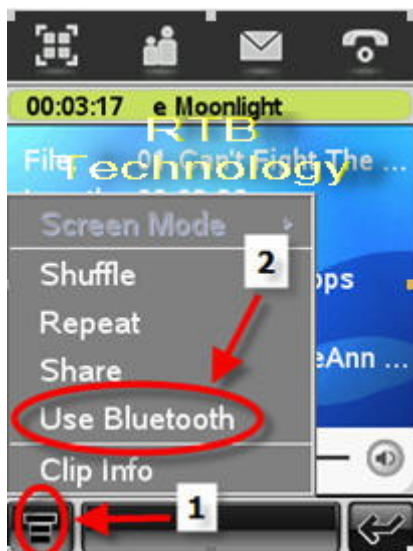 00:03:17 e Moonlight
RTB
Technology
File 01-Can't Fight The ...
Screen Mode
2
Shuffle
ops
Repeat
Share
eAnn ...
Use Bluetooth
Clip Info
1